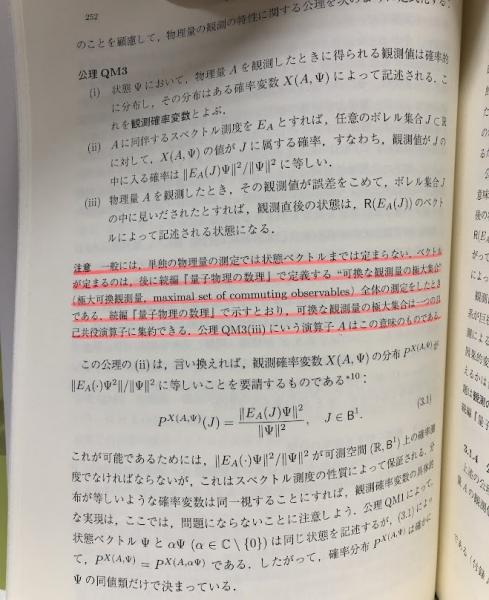 252
のことを顧慮して，物理量の観測の特性に関する公理を次のように定式化する：
公理 QM3
(i) 状態 Ψ において，物理量 A を観測したときに得られる観測値は確率的
に分布し，その分布はある確率変数 X(A,Ψ) によって記述される．こ
れを観測確率変数とよぶ．
(ii) A に同伴するスペクトル測度を E_A とすれば，任意のボレル集合 J ⊂ ℝ
に対して，X(A,Ψ) の値が J に属する確率，すなわち，観測値が J の
中に入る確率は ‖E_A(J)Ψ‖²/‖Ψ‖² に等しい．
(iii) 物理量 A を観測したとき，その観測値が誤差をこめて，ボレル集合 J
の中に見いだされたとすれば，観測直後の状態は，R(E_A(J)) のベクト
ルによって記述される状態になる．
注意 一般には，単独の物理量の測定では状態ベクトルまでは定まらない．ベクトル
が定まるのは，後に続編『量子物理の数理』で定義する “可換な観測量の極大集合”
(極大可換観測量，maximal set of commuting observables) 全体の測定をしたとき
である．続編『量子物理の数理』で示すとおり，可換な観測量の極大集合は一つの自
己共役演算子に集約できる．公理 QM3(iii) にいう演算子 A はこの意味のものである．
この公理の (ii) は，言い換えれば，観測確率変数 X(A,Ψ) の分布 P^{X(A,Ψ)} が
‖E_A(·)Ψ²‖/‖Ψ‖² に等しいことを要請するものである*10：
P^{X(A,Ψ)}(J) = ‖E_A(J)Ψ‖²/‖Ψ‖², J ∈ B¹. (3.1)
これが可能であるためには，‖E_A(·)Ψ‖²/‖Ψ‖² が可測空間 (ℝ, B¹) 上の確率測
度でなければならないが，これはスペクトル測度の性質によって保証される．分
布が等しいような確率変数は同一視することにすれば，観測確率変数の具体的
な実現は，ここでは，問題にならないことに注意しよう．公理 QM1 によって，
状態ベクトル Ψ と αΨ (α ∈ ℂ \ {0}) は同じ状態を記述するが，(3.1) によっ
て，P^{X(A,Ψ)} = P^{X(A,αΨ)} である．したがって，確率分布 P^{X(A,Ψ)} は確かに
Ψ の同値類だけで決まっている．
3.1.4
上述の公
量 A の観測
である (付録